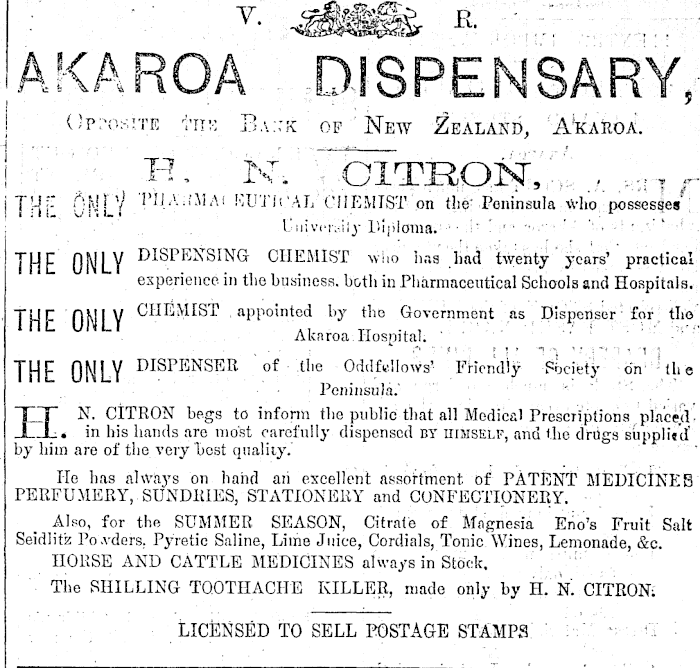 V. R.
AKAROA DISPENSARY,
OPPOSITE THE BANK OF NEW ZEALAND, AKAROA.
H. N. CITRON,
THE ONLY PHARMACEUTICAL CHEMIST on the Peninsula who possesses
University Diploma.
THE ONLY DISPENSING CHEMIST who has had twenty years' practical
experience in the business, both in Pharmaceutical Schools and Hospitals.
THE ONLY CHEMIST appointed by the Government as Dispenser for the
Akaroa Hospital.
THE ONLY DISPENSER of the Oddfellows' Friendly Society on the
Peninsula.
H. N. CITRON begs to inform the public that all Medical Prescriptions placed
in his hands are most carefully dispensed BY HIMSELF, and the drugs supplied
by him are of the very best quality.
He has always on hand an excellent assortment of PATENT MEDICINES
PERFUMERY, SUNDRIES, STATIONERY and CONFECTIONERY.
Also, for the SUMMER SEASON, Citrate of Magnesia Eno's Fruit Salt
Seidlitz Powders, Pyretic Saline, Lime Juice, Cordials, Tonic Wines, Lemonade, &c.
HORSE AND CATTLE MEDICINES always in Stock.
The SHILLING TOOTHACHE KILLER, made only by H. N. CITRON.
LICENSED TO SELL POSTAGE STAMPS